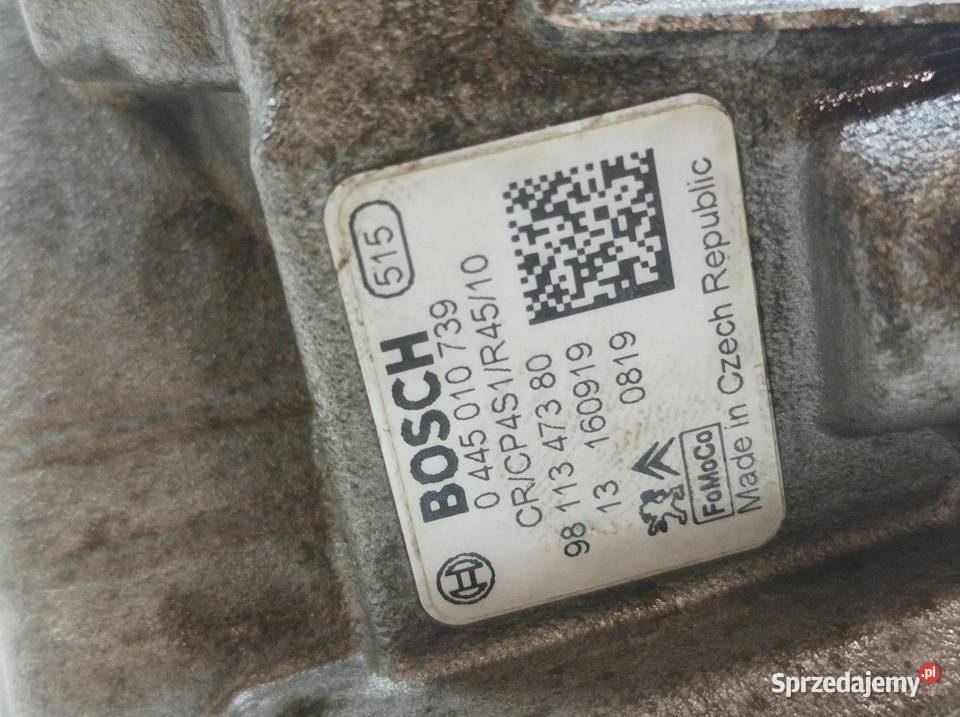 515
BOSCH
0 445 010 739
CR/CP4S1/R45/10
98 113 473 80
13 160919
0819
FoMoCo
Made in Czech Republic
Sprzedajemy.pl